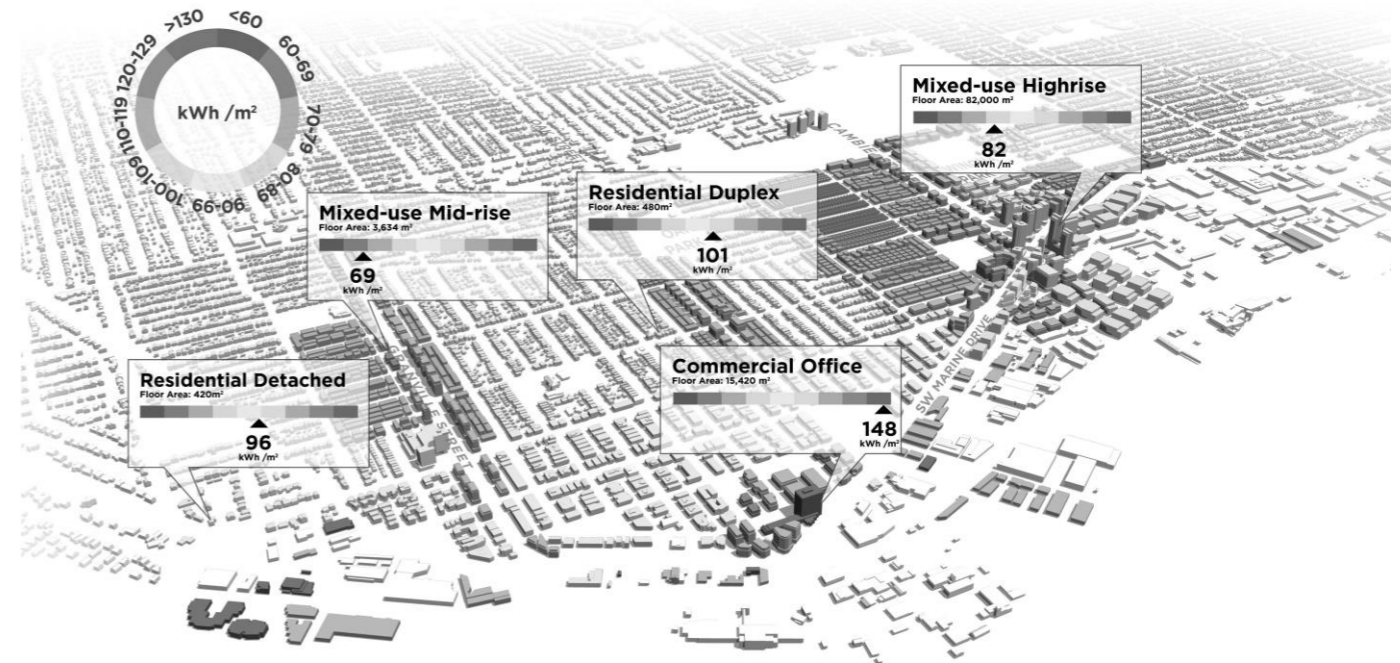 >130
<60
60-69
70-79
80-89
90-99
100-109
110-119
120-129
kWh /m²
Mixed-use Highrise
Floor Area: 82,000 m²
82
kWh /m²
CAMBIE
Residential Duplex
Floor Area: 480m²
101
kWh /m²
Mixed-use Mid-rise
Floor Area: 3,634 m²
69
kWh /m²
Residential Detached
Floor Area: 420m²
96
kWh /m²
GRANVILLE STREET
Commercial Office
Floor Area: 15,420 m²
148
kWh /m²
SW MARINE DRIVE